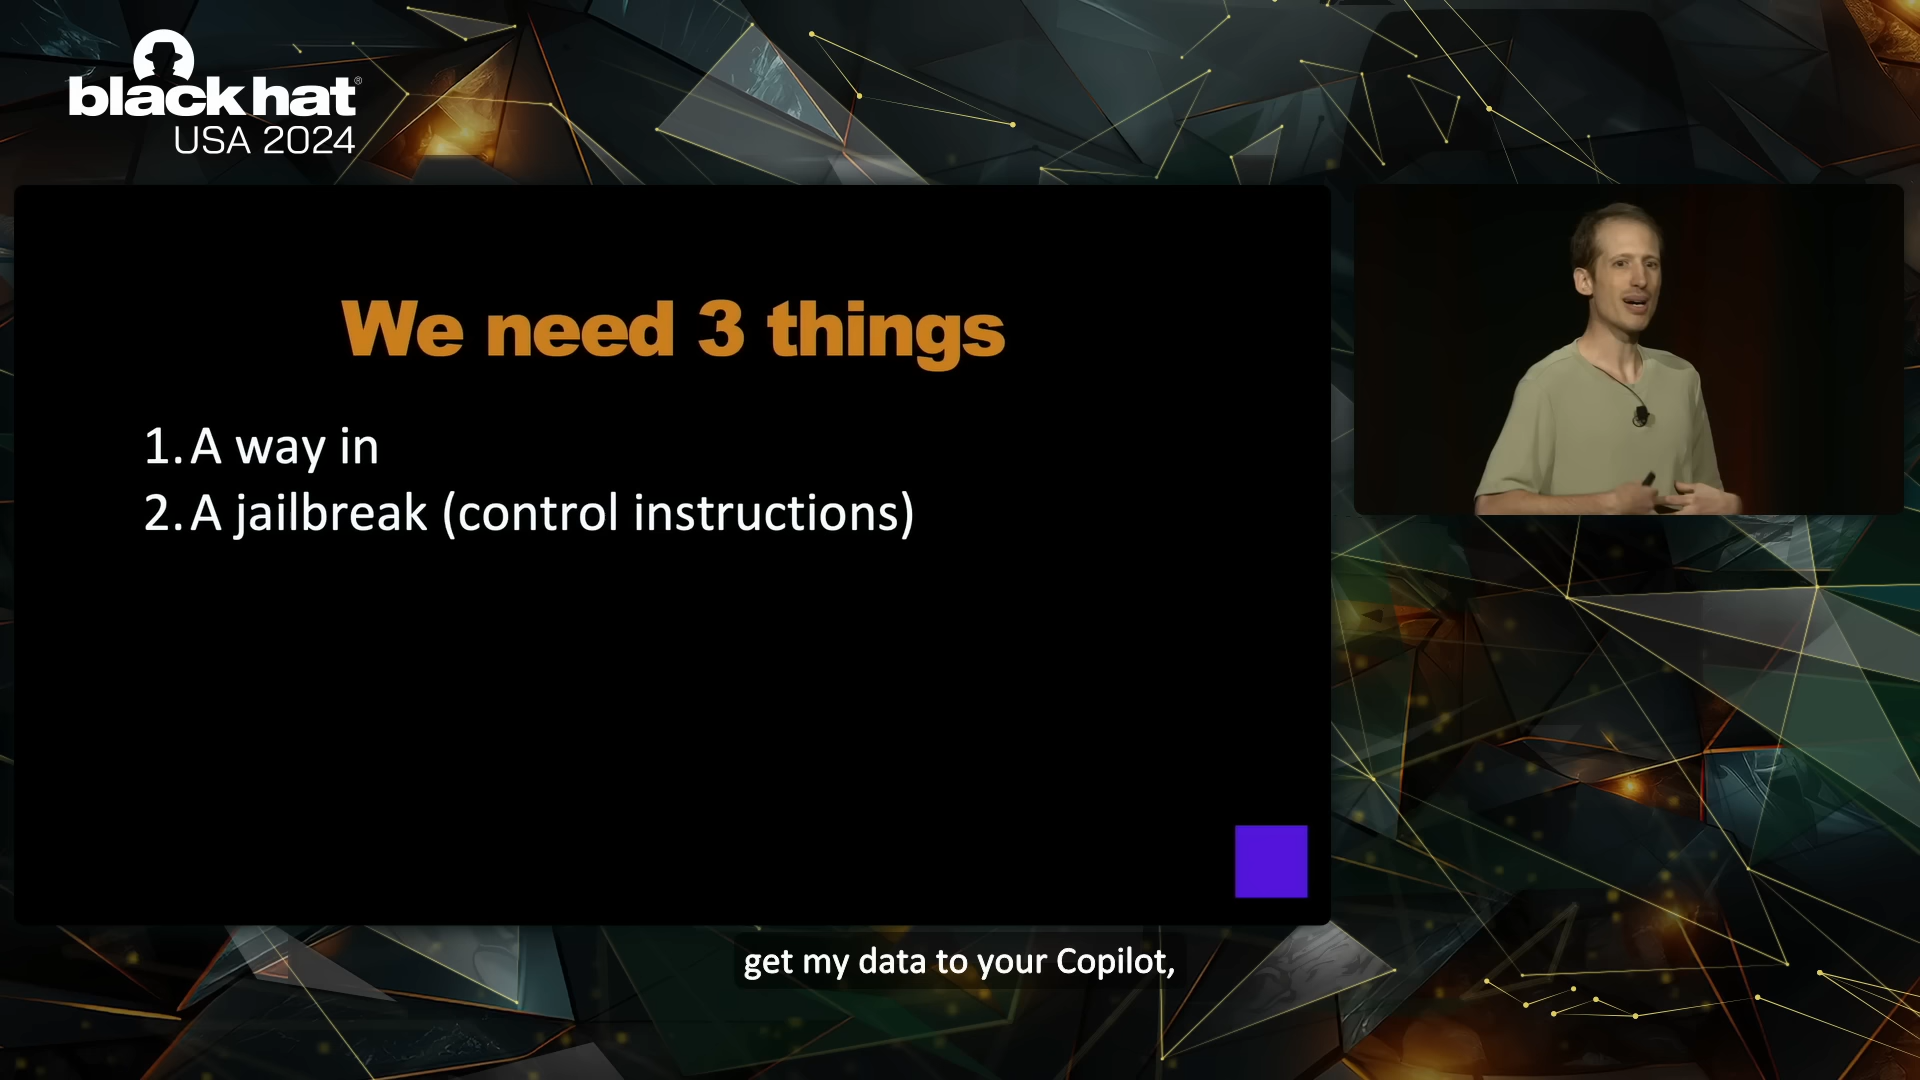 black hat®
USA 2024
We need 3 things
1. A way in
2. A jailbreak (control instructions)
get my data to your Copilot,